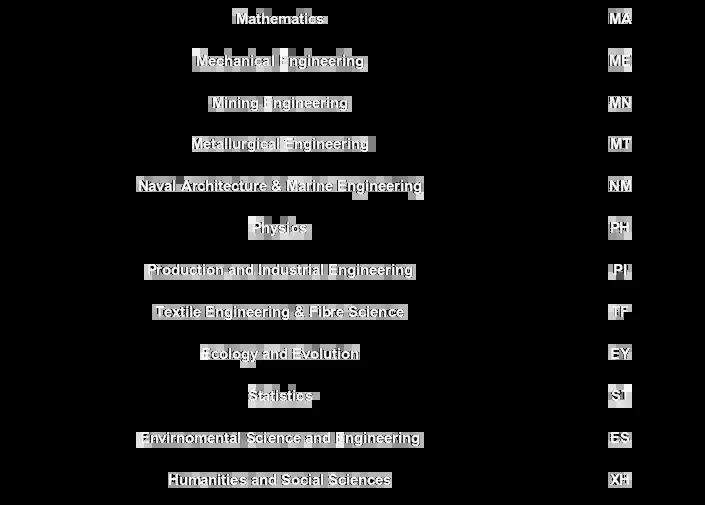 Mathematics MA
Mechanical Engineering ME
Mining Engineering MN
Metallurgical Engineering MT
Naval Architecture & Marine Engineering NM
Physics PH
Production and Industrial Engineering PI
Textile Engineering & Fibre Science TF
Ecology and Evolution EY
Statistics ST
Envirnomental Science and Engineering ES
Humanities and Social Sciences XH